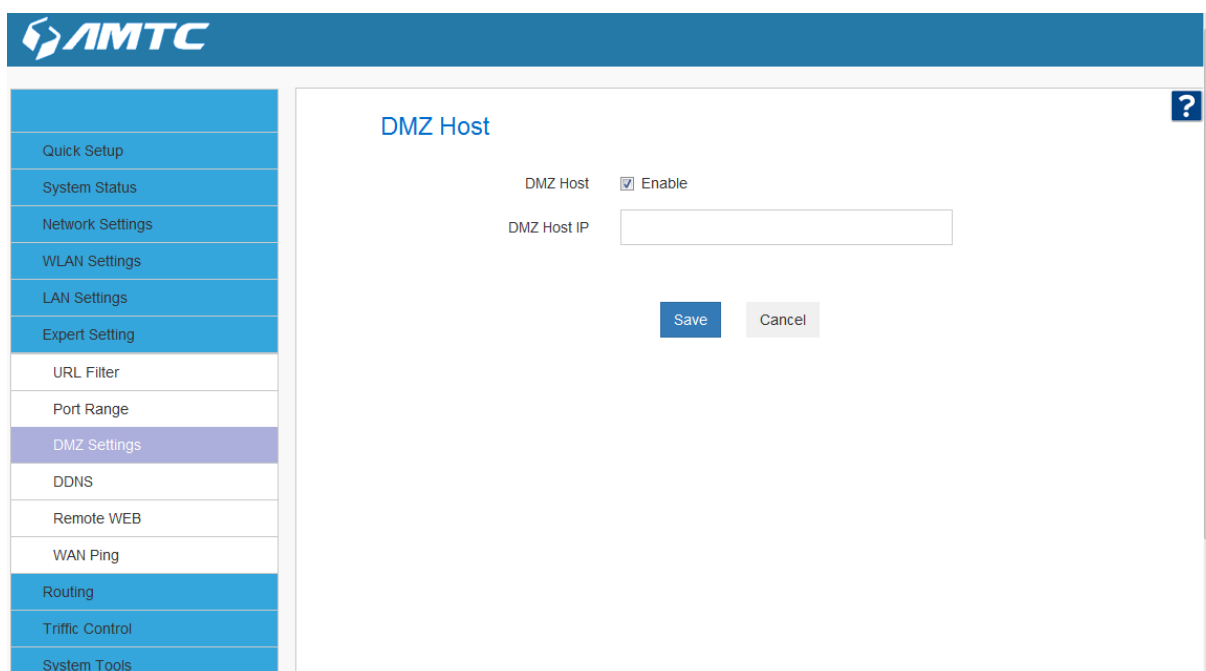 AMTC
?
DMZ Host
Quick Setup
System Status
Network Settings
WLAN Settings
LAN Settings
Expert Setting
URL Filter
Port Range
DMZ Settings
DDNS
Remote WEB
WAN Ping
Routing
Triffic Control
System Tools
DMZ Host Enable
DMZ Host IP
Save Cancel